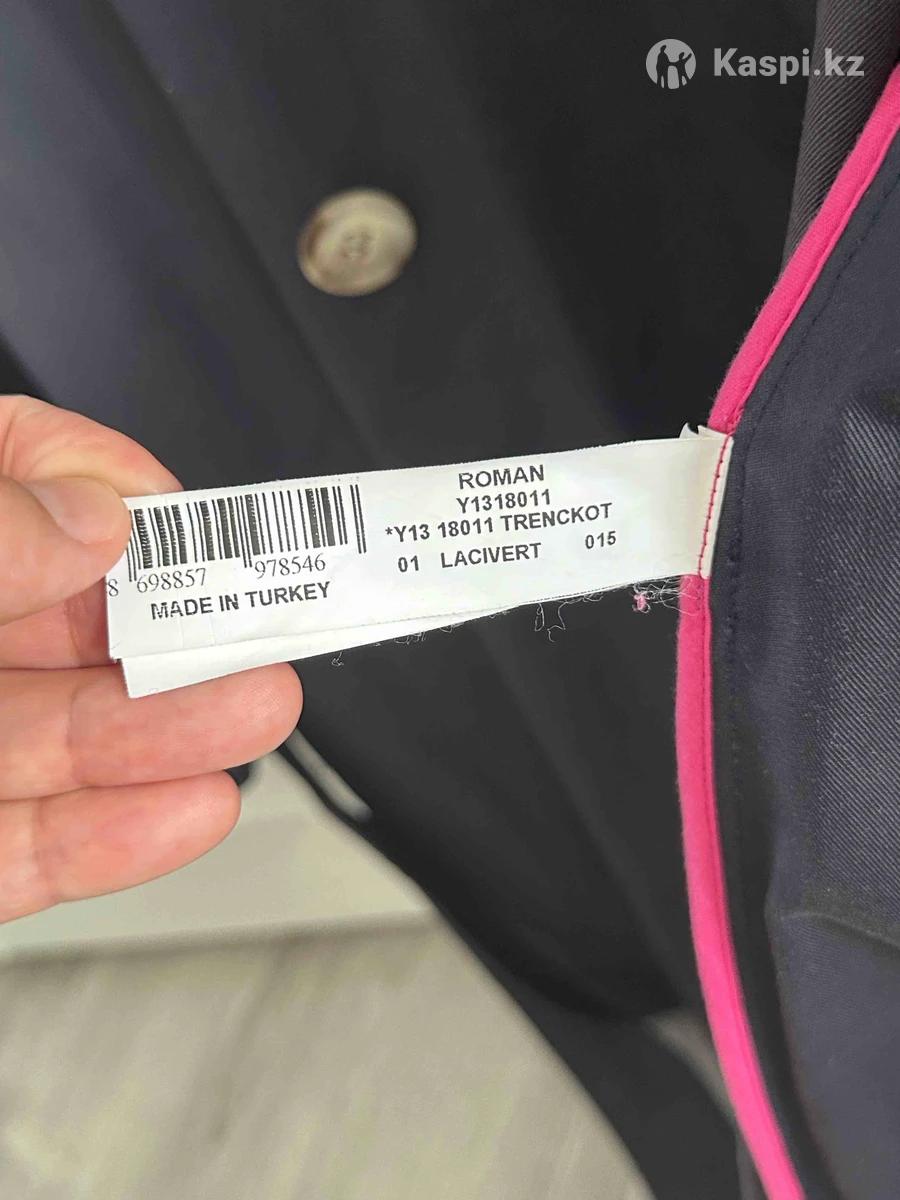 Kaspi.kz
ROMAN
Y1318011
*Y13 18011 TRENCKOT
01 LACIVERT 015
8 698857 978546
MADE IN TURKEY